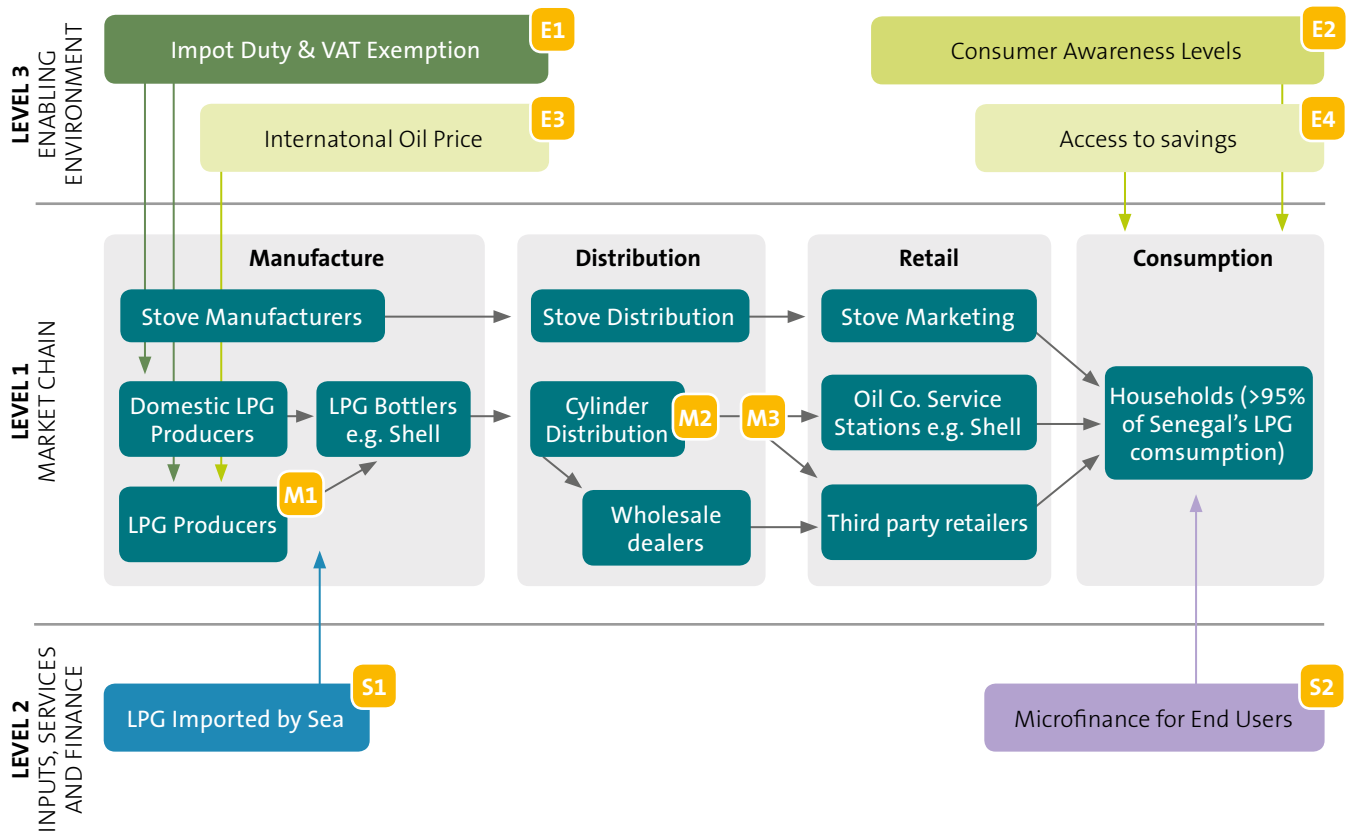 LEVEL 3
ENABLING
ENVIRONMENT
Impot Duty & VAT Exemption
E1
Consumer Awareness Levels
E2
Internatonal Oil Price
E3
Access to savings
E4
LEVEL 1
MARKET CHAIN
Manufacture
Distribution
Retail
Consumption
Stove Manufacturers
Stove Distribution
Stove Marketing
Domestic LPG
Producers
LPG Bottlers
e.g. Shell
Cylinder
Distribution
M2
M3
Oil Co. Service
Stations e.g. Shell
Households (>95%
of Senegal’s LPG
comsumption)
LPG Producers
M1
Wholesale
dealers
Third party retailers
LEVEL 2
INPUTS, SERVICES
AND FINANCE
LPG Imported by Sea
S1
Microfinance for End Users
S2